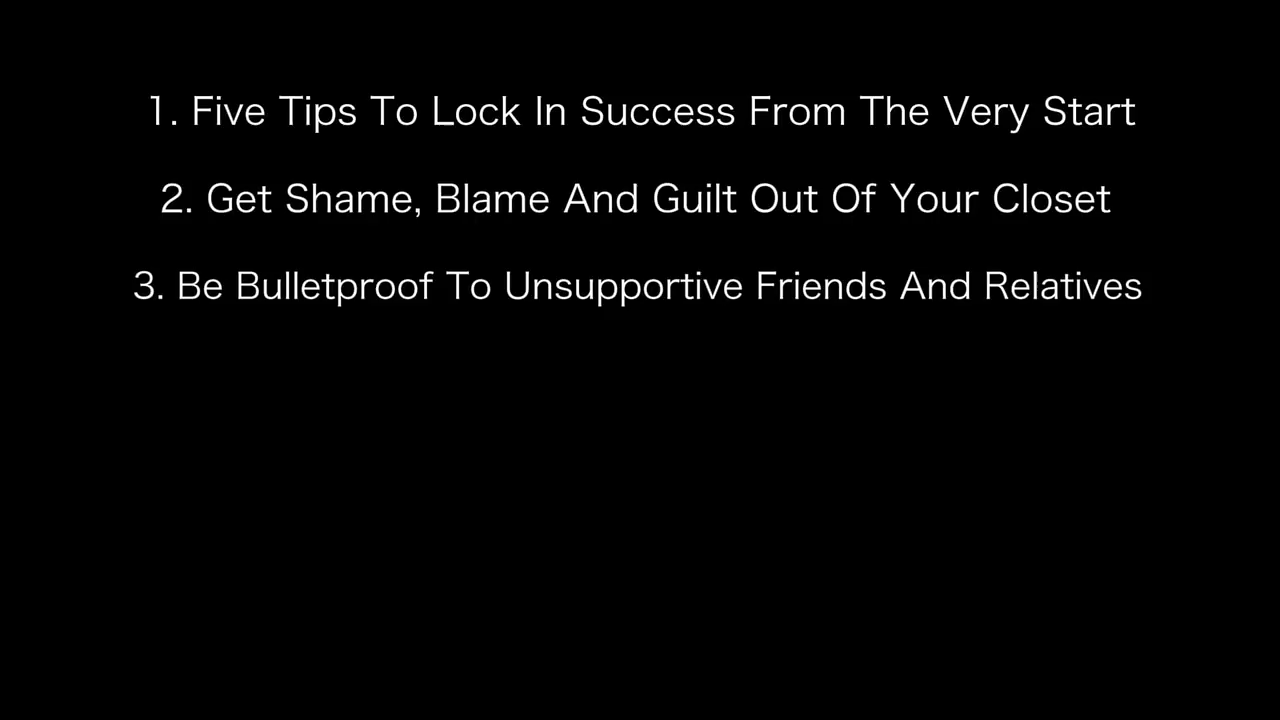 1. Five Tips To Lock In Success From The Very Start
2. Get Shame, Blame And Guilt Out Of Your Closet
3. Be Bulletproof To Unsupportive Friends And Relatives